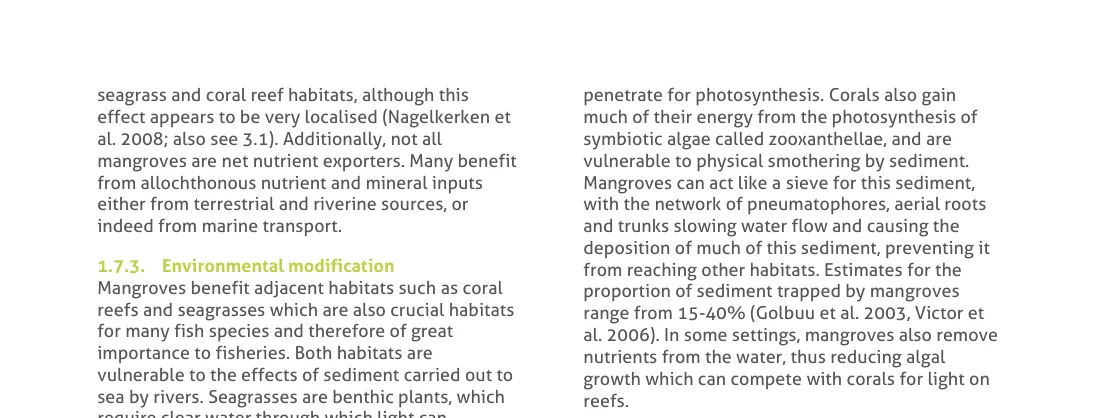 seagrass and coral reef habitats, although this
effect appears to be very localised (Nagelkerken et
al. 2008; also see 3.1). Additionally, not all
mangroves are net nutrient exporters. Many benefit
from allochthonous nutrient and mineral inputs
either from terrestrial and riverine sources, or
indeed from marine transport.
1.7.3. Environmental modification
Mangroves benefit adjacent habitats such as coral
reefs and seagrasses which are also crucial habitats
for many fish species and therefore of great
importance to fisheries. Both habitats are
vulnerable to the effects of sediment carried out to
sea by rivers. Seagrasses are benthic plants, which
require clear water through which light can
penetrate for photosynthesis. Corals also gain
much of their energy from the photosynthesis of
symbiotic algae called zooxanthellae, and are
vulnerable to physical smothering by sediment.
Mangroves can act like a sieve for this sediment,
with the network of pneumatophores, aerial roots
and trunks slowing water flow and causing the
deposition of much of this sediment, preventing it
from reaching other habitats. Estimates for the
proportion of sediment trapped by mangroves
range from 15-40% (Golbuu et al. 2003, Victor et
al. 2006). In some settings, mangroves also remove
nutrients from the water, thus reducing algal
growth which can compete with corals for light on
reefs.